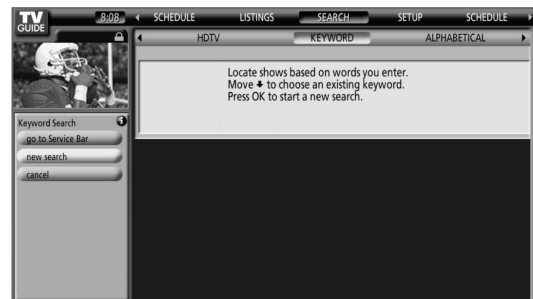 TV GUIDE
8:08
SCHEDULE LISTINGS SEARCH SETUP SCHEDULE
HDTV KEYWORD ALPHABETICAL
Locate shows based on words you enter.
Move to choose an existing keyword.
Press OK to start a new search.
Keyword Search
go to Service Bar
new search
cancel